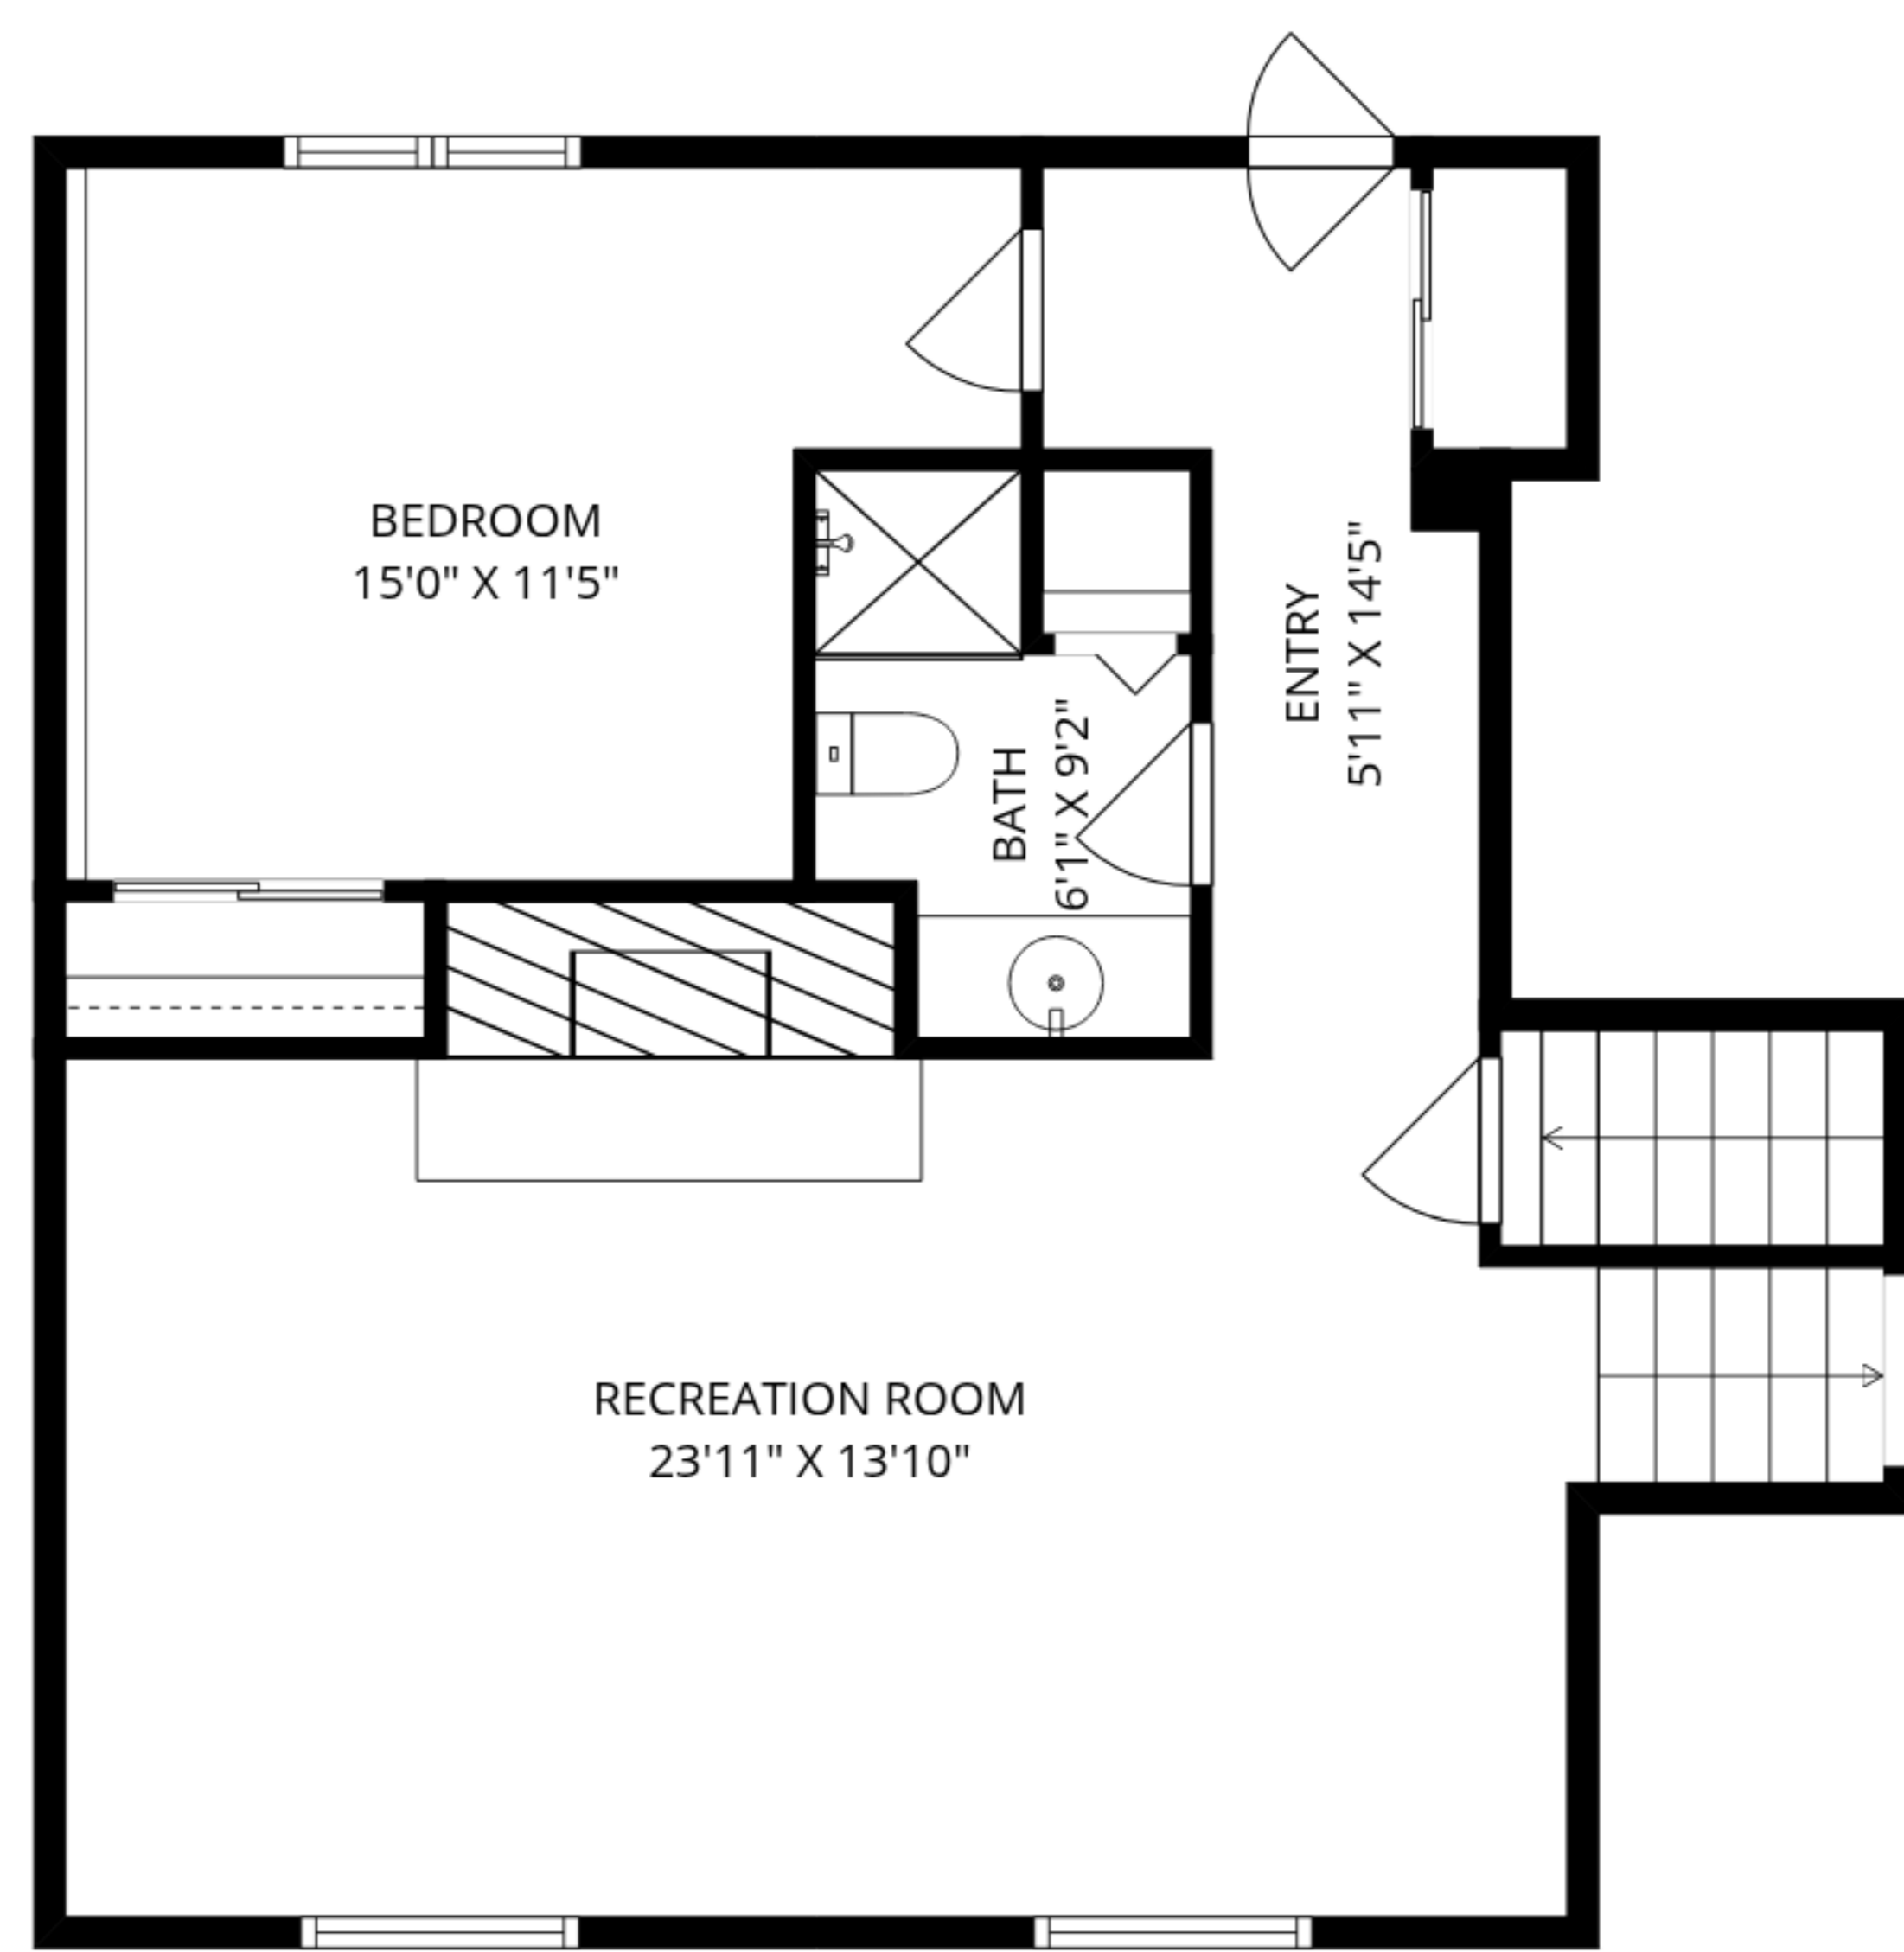 BEDROOM
15'0" X 11'5"
ENTRY
5'11" X 14'5"
BATH
6'1" X 9'2"
RECREATION ROOM
23'11" X 13'10"